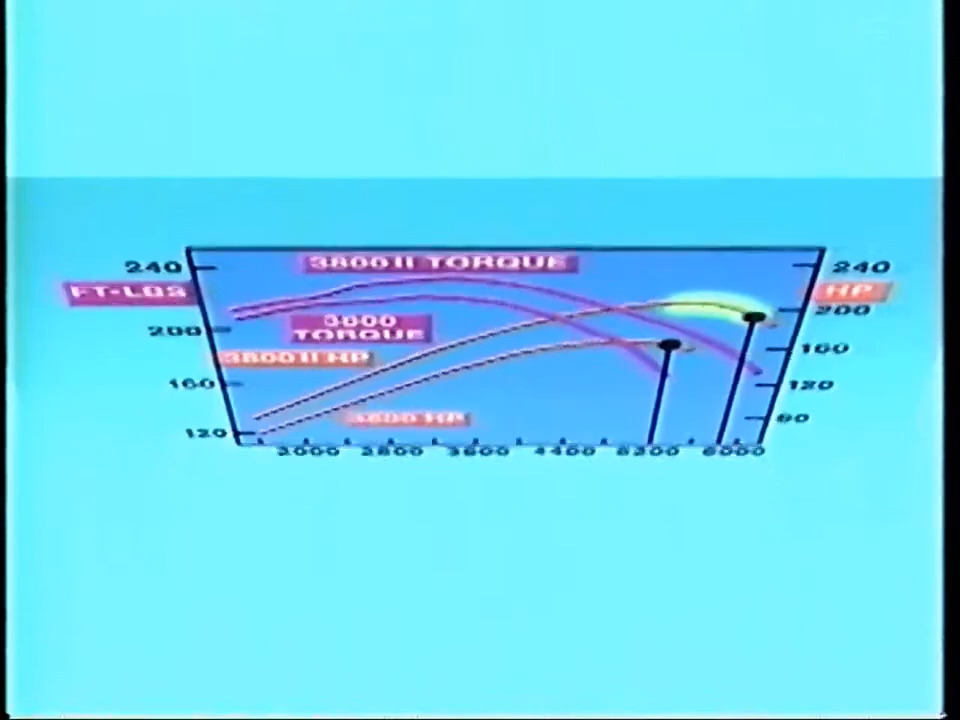 3800 II TORQUE
240
240
FT-LBS
HP
200
3800
TORQUE
200
3800 II HP
160
160
120
3800 HP
80
120
2000 2800 3600 4400 5200 6000